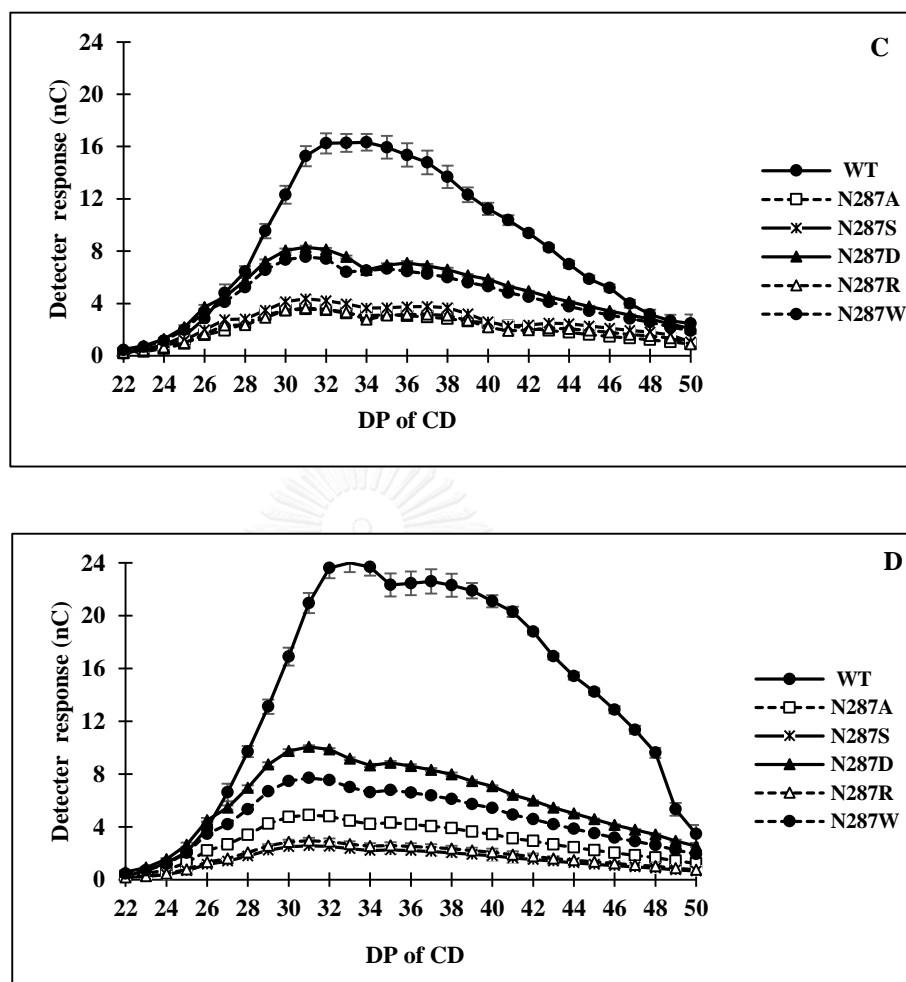 C
24
20
16
12
8
4
0
Detecter response (nC)
22 24 26 28 30 32 34 36 38 40 42 44 46 48 50
DP of CD
WT
N287A
N287S
N287D
N287R
N287W
D
24
20
16
12
8
4
0
Detecter response (nC)
22 24 26 28 30 32 34 36 38 40 42 44 46 48 50
DP of CD
WT
N287A
N287S
N287D
N287R
N287W